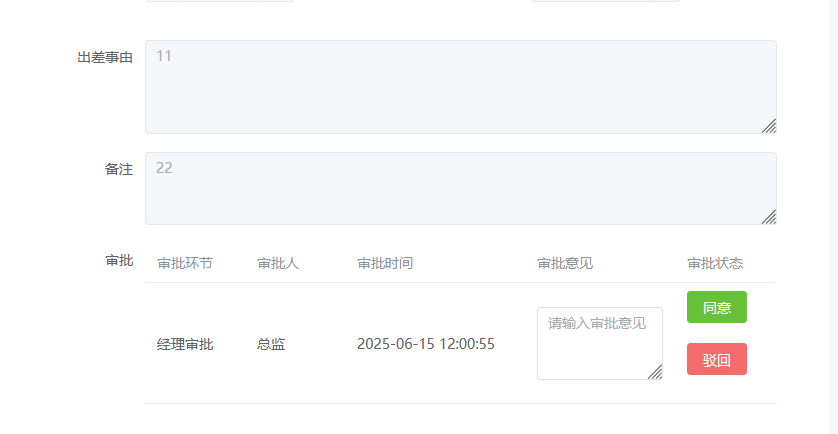 出差事由 11
备注 22
审批 审批环节 审批人 审批时间 审批意见 审批状态
同意
经理审批 总监 2025-06-15 12:00:55 请输入审批意见
驳回